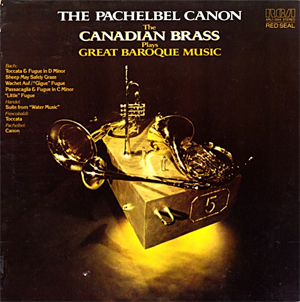 THE PACHELBEL CANON
The
CANADIAN BRASS
Plays
GREAT BAROQUE MUSIC
RCA
RED SEAL
Bach:
Toccata & Fugue in D Minor
Sheep May Safely Graze
Wachet Auf/"Gigue" Fugue
Passacaglia & Fugue in C Minor
"Little" Fugue
Handel:
Suite from "Water Music"
Frescobaldi:
Toccata
Pachelbel:
Canon
5